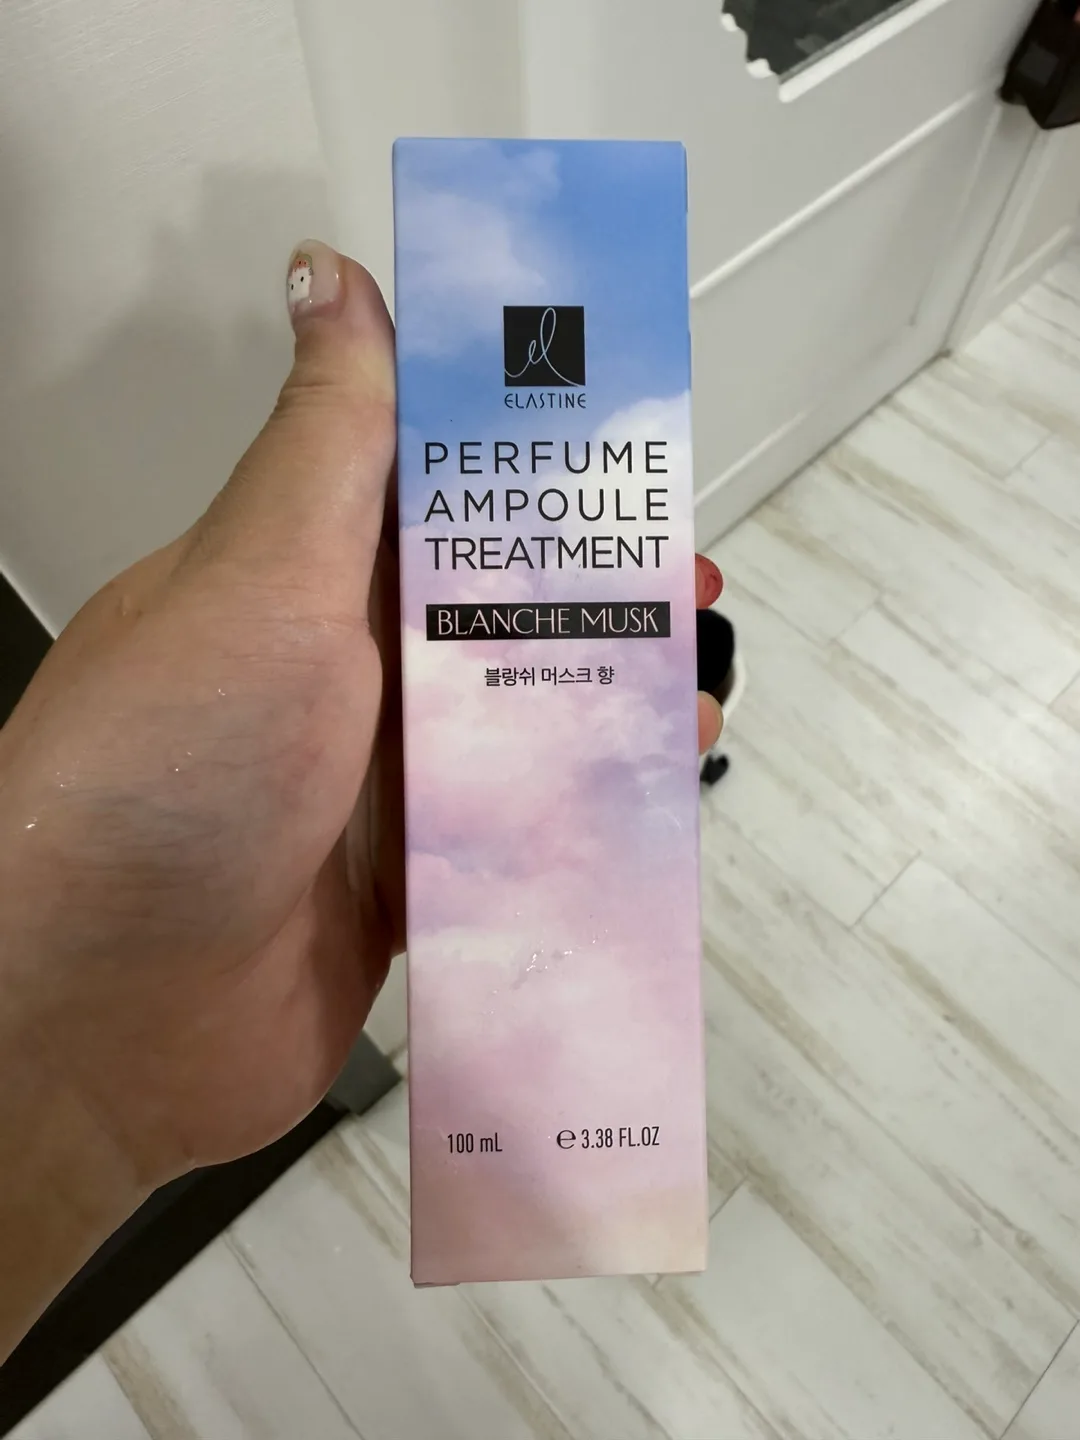 el
ELASTINE
PERFUME
AMPOULE
TREATMENT
BLANCHE MUSK
블랑쉬 머스크 향
100 mL ℮ 3.38 FL.OZ